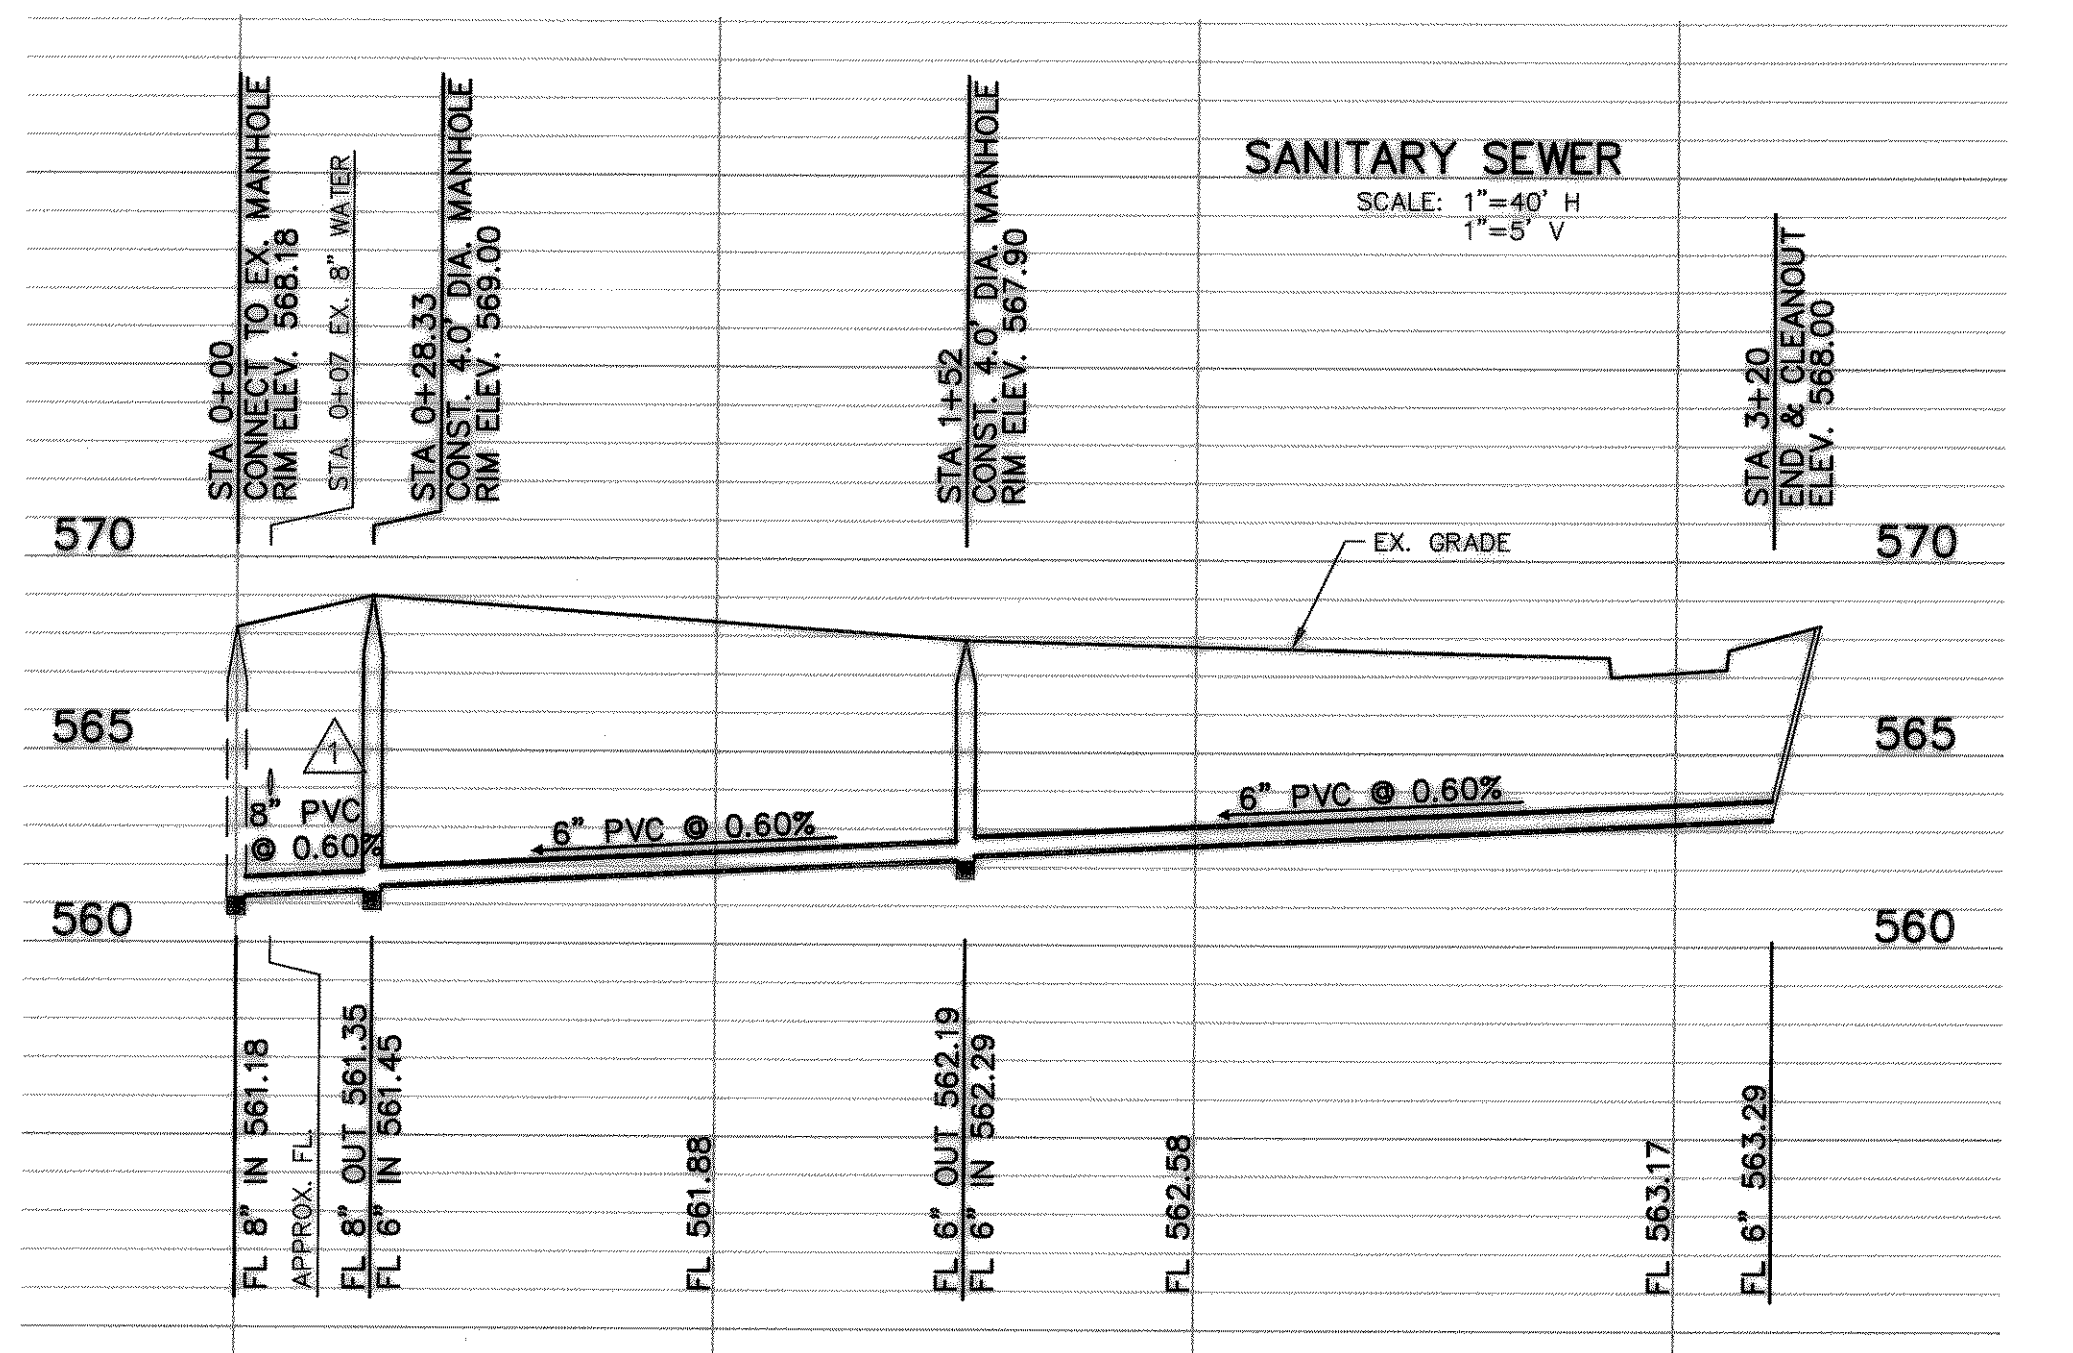 STA 0+00
CONNECT TO EX. MANHOLE
RIM ELEV. 568.18
STA. 0+07 EX. 8" WATER
STA 0+28.33
CONST. 4.0' DIA. MANHOLE
RIM ELEV. 569.00
STA 1+52
CONST. 4.0' DIA. MANHOLE
RIM ELEV. 567.90
SANITARY SEWER
SCALE: 1"=40' H
1"=5' V
STA 3+20
END & CLEANOUT
ELEV. 568.00
570
570
EX. GRADE
565
565
1
8" PVC
@ 0.60%
6" PVC @ 0.60%
6" PVC @ 0.60%
560
560
FL 8" IN 561.18
APPROX. FL.
FL 8" OUT 561.35
FL 6" IN 561.45
FL 561.88
FL 6" OUT 562.19
FL 6" IN 562.29
FL 562.58
FL 563.17
FL 6" 563.29